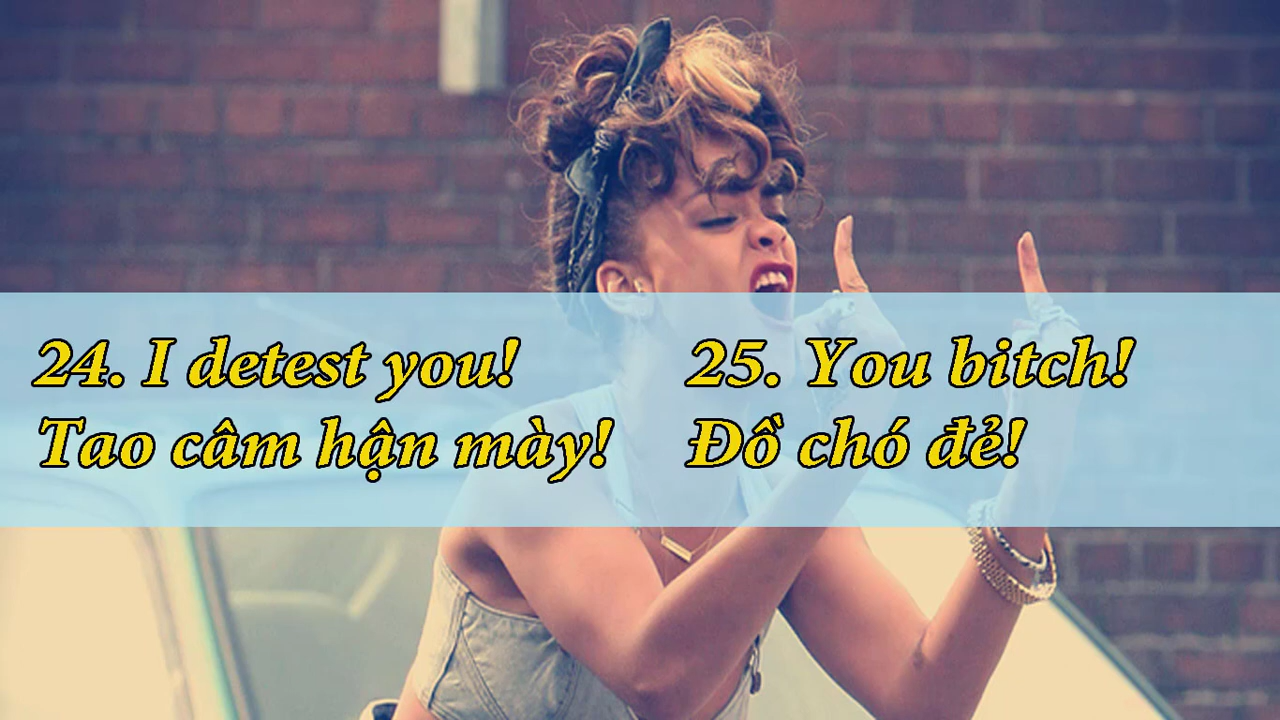 24. I detest you!
Tao câm hận mày!
25. You bitch!
Đồ chó đẻ!